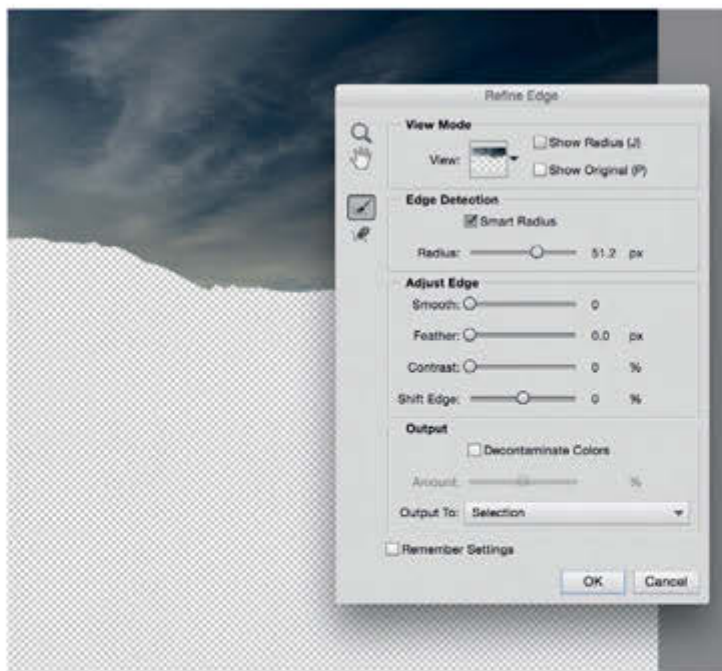 Refine Edge
View Mode
View:
Show Radius (J)
Show Original (P)
Edge Detection
Smart Radius
Radius: 51.2 px
Adjust Edge
Smooth: 0
Feather: 0.0 px
Contrast: 0 %
Shift Edge: 0 %
Output
Decontaminate Colors
Amount: %
Output To: Selection
Remember Settings
OK Cancel